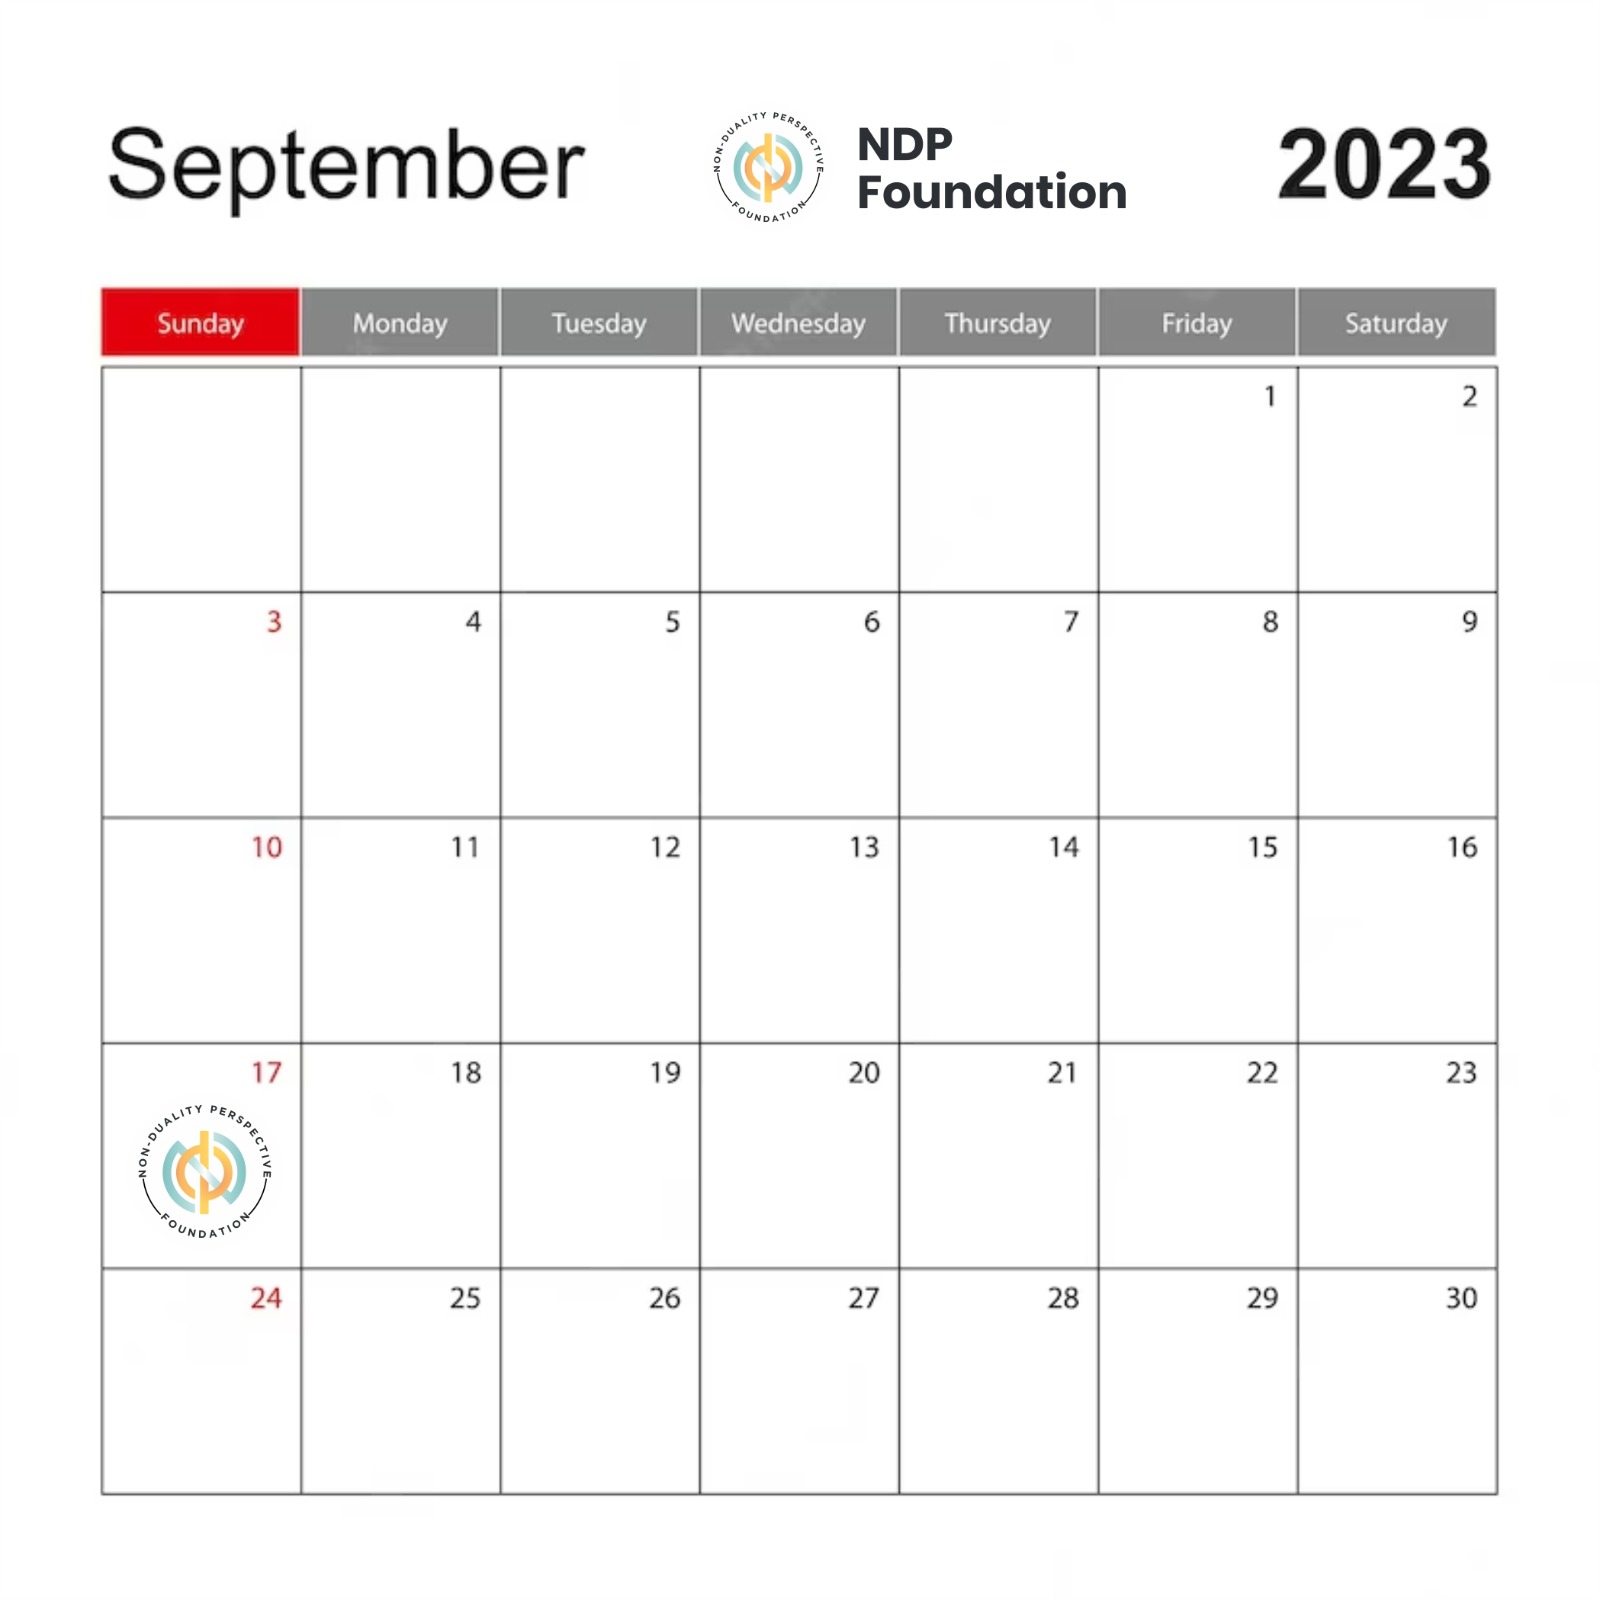 September
NON-DUALITY PERSPECTIVE
FOUNDATION
NDP
Foundation
2023
Sunday Monday Tuesday Wednesday Thursday Friday Saturday
1 2
3 4 5 6 7 8 9
10 11 12 13 14 15 16
17 18 19 20 21 22 23
NON-DUALITY PERSPECTIVE
FOUNDATION
24 25 26 27 28 29 30